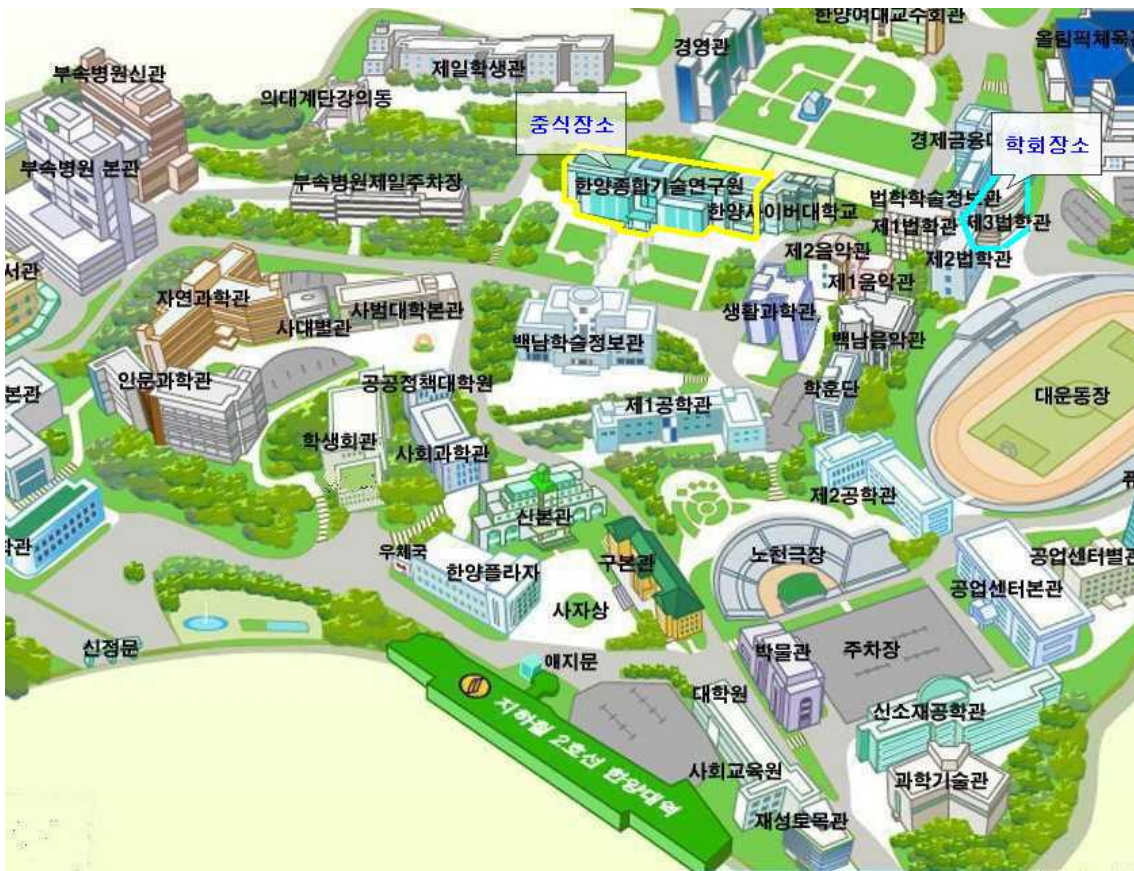 한양여대교수회관
경영관
올림픽체육관
제일학생관
부속병원신관
의대계단강의동
중식장소
경제금융대
학회장소
부속병원 본관
부속병원제일주차장
한양종합기술연구원
한양사이버대학교
법학학술정보관
제1법학관
제3법학관
제2음악관
제2법학관
서관
자연과학관
사대별관
사범대학본관
생활과학관
제1음악관
백남학술정보관
백남음악관
본관
인문과학관
공공정책대학원
제1공학관
학훈단
대운동장
학생회관
사회과학관
제2공학관
신본관
학관
우체국
한양플라자
구본관
노천극장
공업센터별관
공업센터본관
사자상
신정문
애지문
박물관
주차장
대학원
신소재공학관
지하철 2호선 한양대역
사회교육원
과학기술관
재성토목관